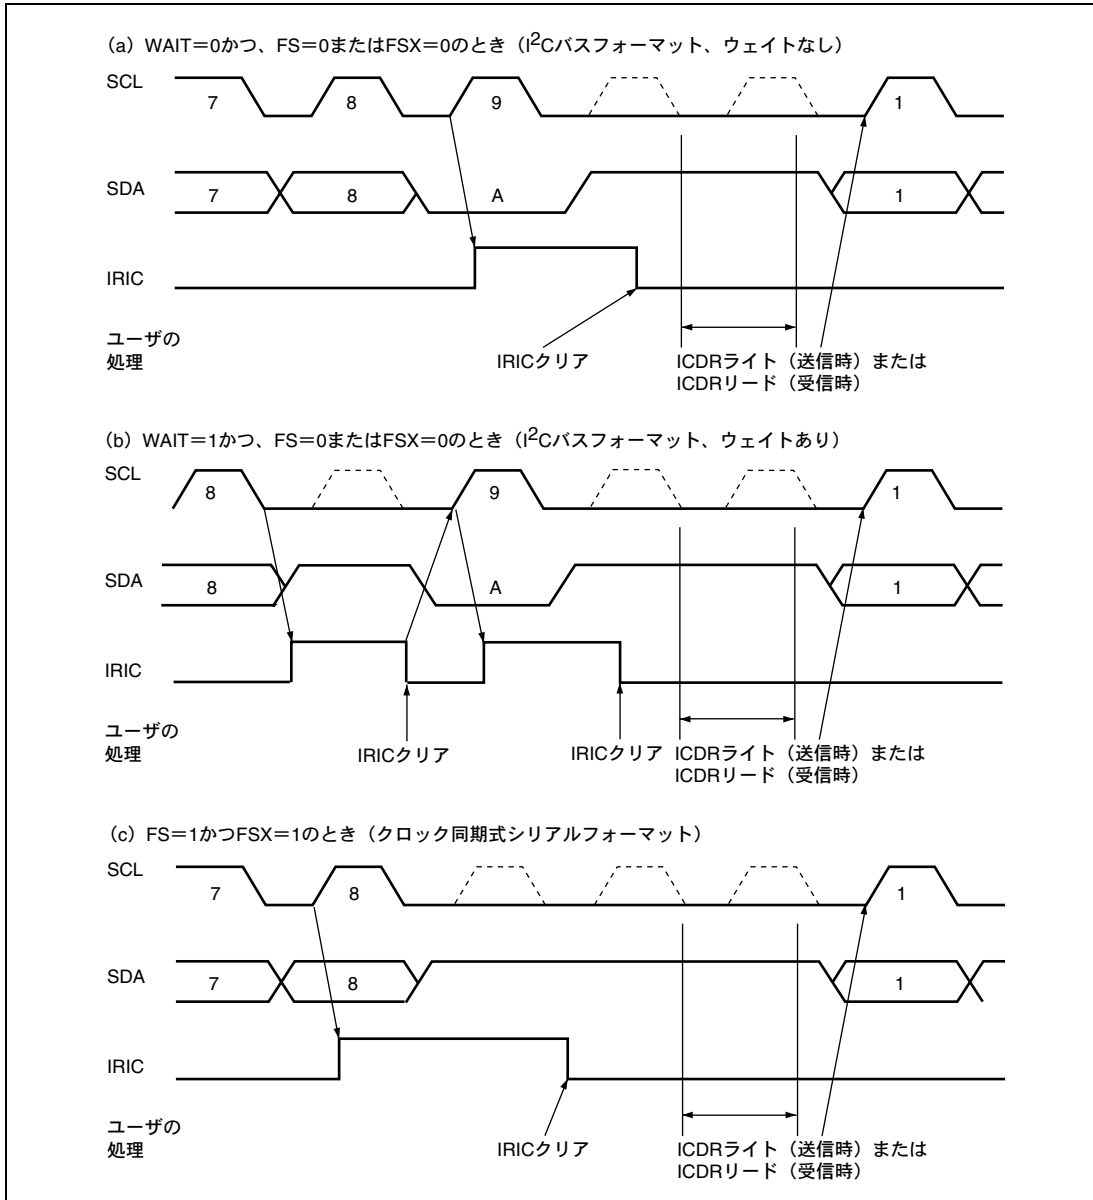 (a) WAIT=0かつ、FS=0またはFSX=0のとき（I2Cバスフォーマット、ウェイトなし）
SCL
7 8 9 1
SDA
7 8 A 1
IRIC
ユーザの
処理
IRICクリア
ICDRライト（送信時）または
ICDRリード（受信時）
(b) WAIT=1かつ、FS=0またはFSX=0のとき（I2Cバスフォーマット、ウェイトあり）
SCL
8 9 1
SDA
8 A 1
IRIC
ユーザの
処理
IRICクリア
IRICクリア
ICDRライト（送信時）または
ICDRリード（受信時）
(c) FS=1かつFSX=1のとき（クロック同期式シリアルフォーマット）
SCL
7 8 1
SDA
7 8 1
IRIC
ユーザの
処理
IRICクリア
ICDRライト（送信時）または
ICDRリード（受信時）